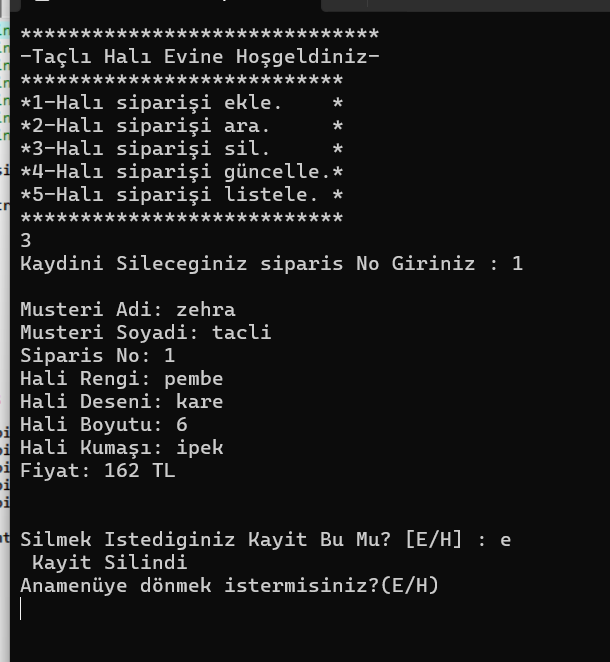 ******************************
-Taçlı Halı Evine Hoşgeldiniz-
***************************
*1-Halı siparişi ekle.    *
*2-Halı siparişi ara.     *
*3-Halı siparişi sil.     *
*4-Halı siparişi güncelle.*
*5-Halı siparişi listele. *
***************************
3
Kaydini Sileceginiz siparis No Giriniz : 1
Musteri Adi: zehra
Musteri Soyadi: tacli
Siparis No: 1
Hali Rengi: pembe
Hali Deseni: kare
Hali Boyutu: 6
Hali Kumaşı: ipek
Fiyat: 162 TL
Silmek Istediginiz Kayit Bu Mu? [E/H] : e
Kayit Silindi
Anamenüye dönmek istermisiniz?(E/H)